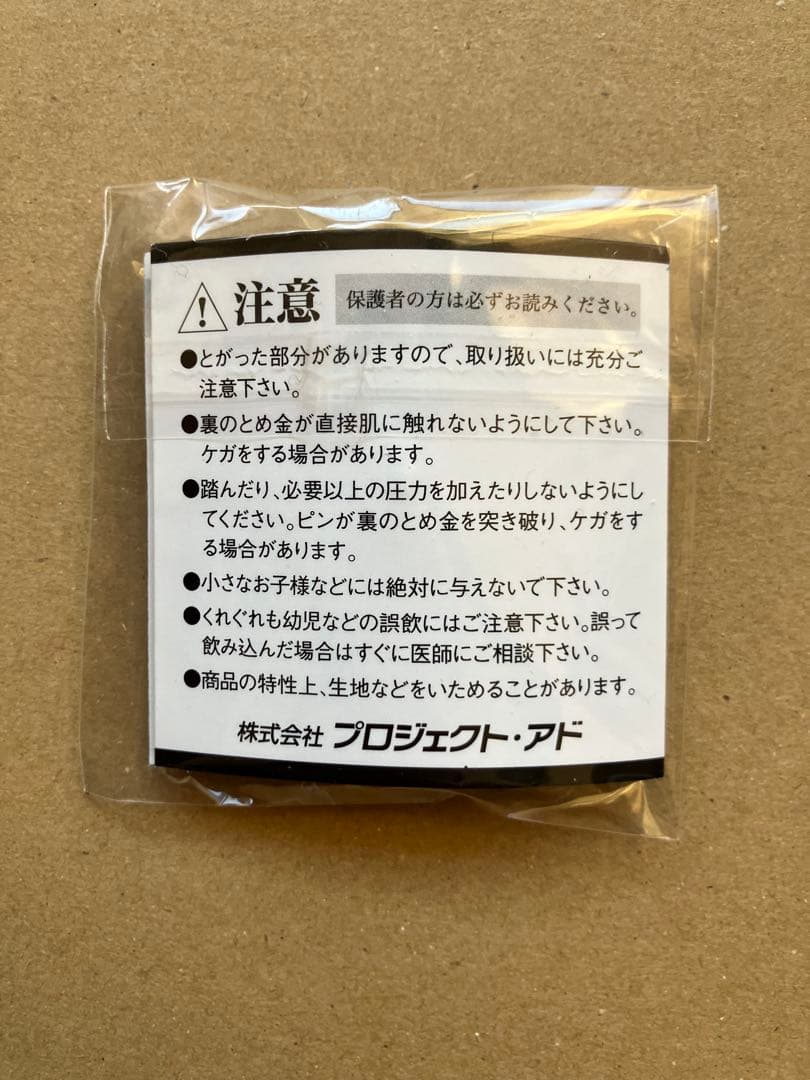 注意 保護者の方は必ずお読みください。
●とがった部分がありますので、取り扱いには充分ご
注意下さい。
●裏のとめ金が直接肌に触れないようにして下さい。
ケガをする場合があります。
●踏んだり、必要以上の圧力を加えたりしないようにし
てください。ピンが裏のとめ金を突き破り、ケガをす
る場合があります。
●小さなお子様などには絶対に与えないで下さい。
●くれぐれも幼児などの誤飲にはご注意下さい。誤って
飲み込んだ場合はすぐに医師にご相談下さい。
●商品の特性上、生地などをいためることがあります。
株式会社 プロジェクト・アド